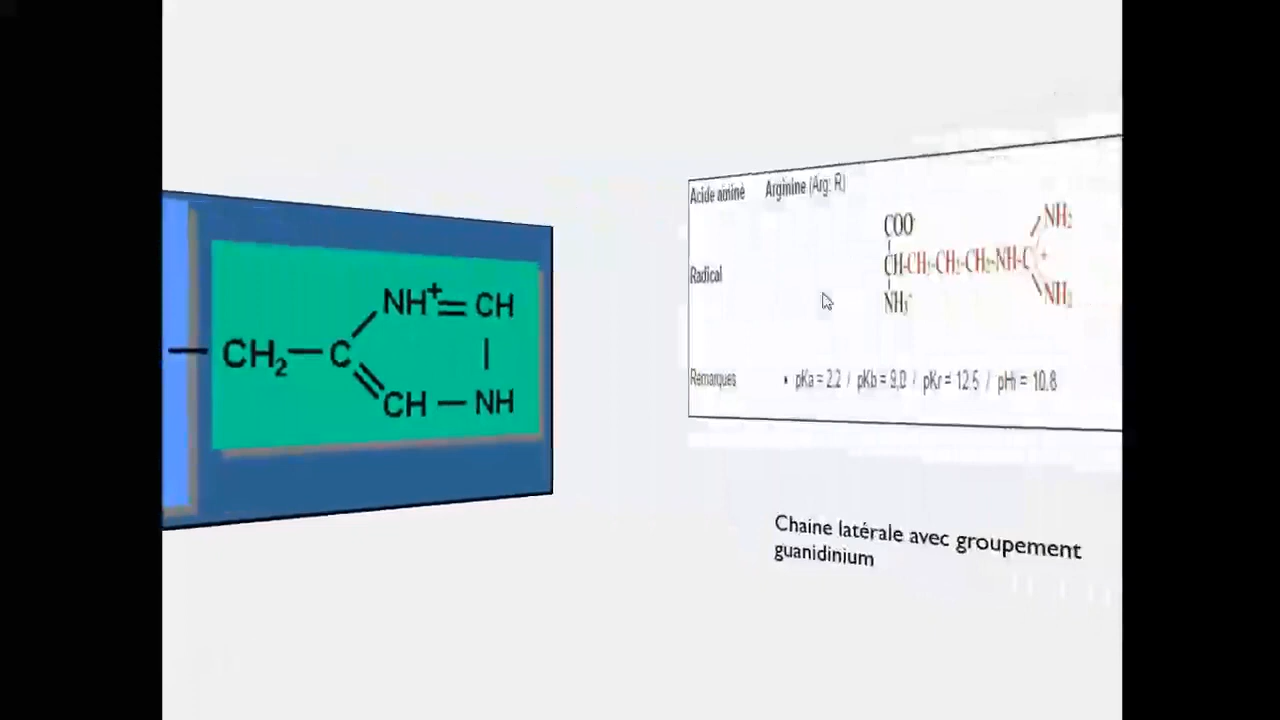 NH+=CH
CH2—C
CH—NH
Acide aminé Arginine (Arg: R)
COO-
NH2
Radical
CH-CH2-CH2-CH2-NH-C
+
NH3+
NH2
Remarques • pKa = 2.2 / pKb = 9,0 / pKr = 12.5 / pHi = 10.8
Chaine latérale avec groupement
guanidinium